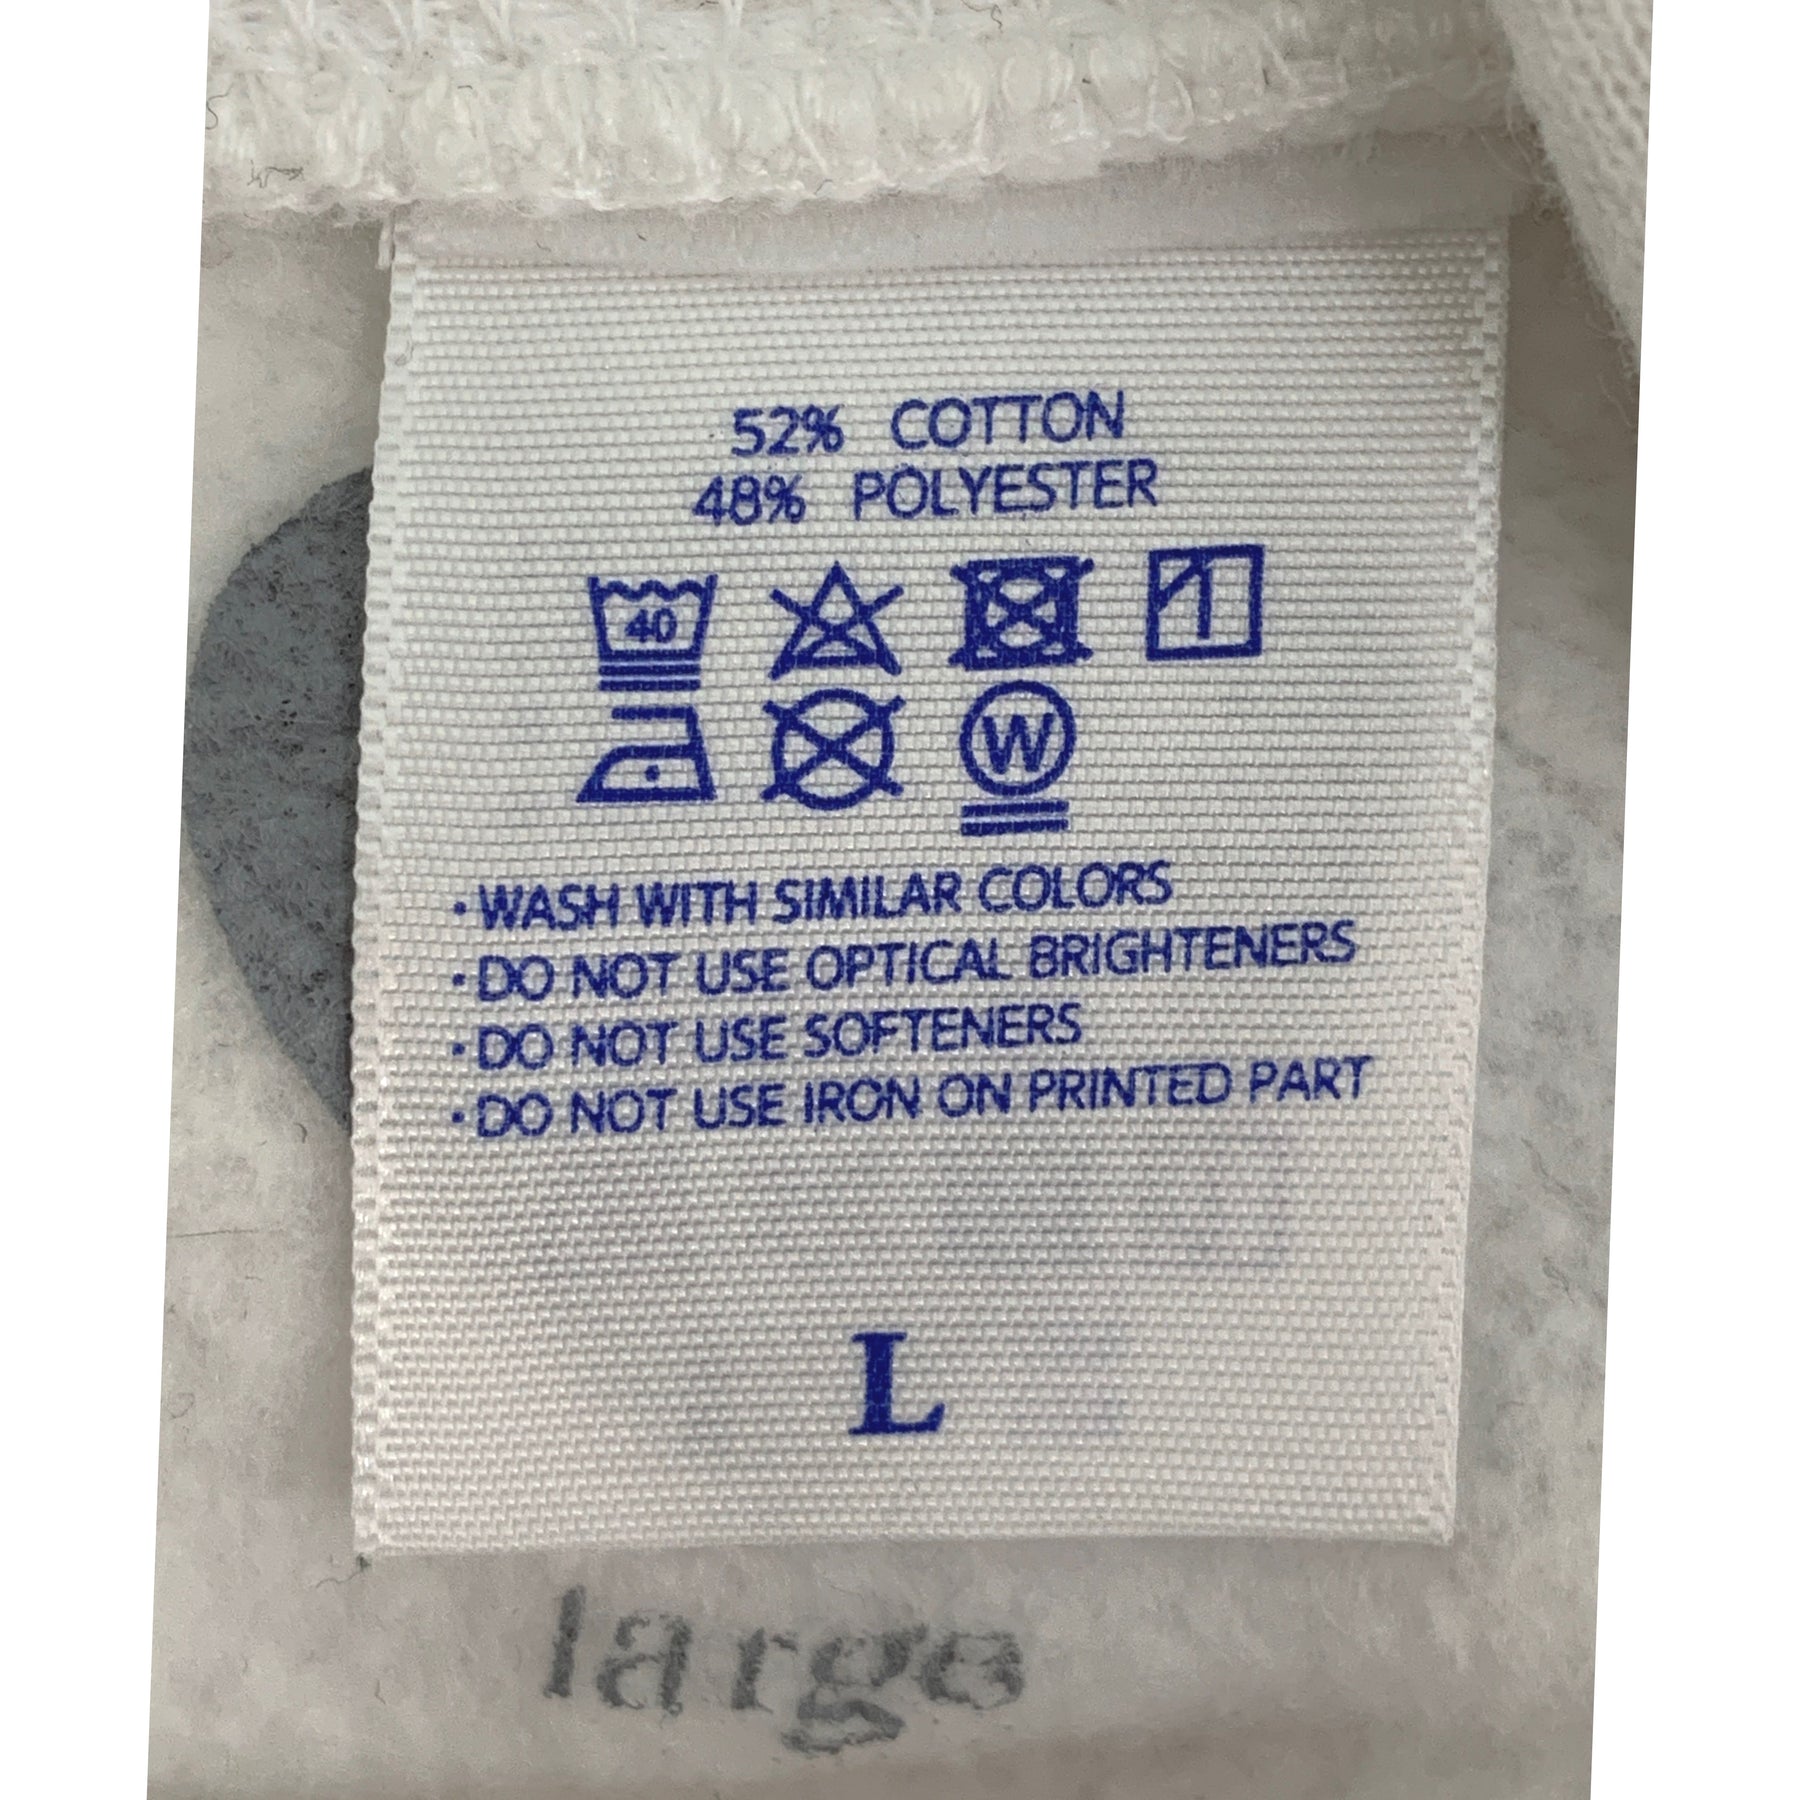 52% COTTON
48% POLYESTER
40
W
• WASH WITH SIMILAR COLORS
• DO NOT USE OPTICAL BRIGHTENERS
• DO NOT USE SOFTENERS
• DO NOT USE IRON ON PRINTED PART
L
large